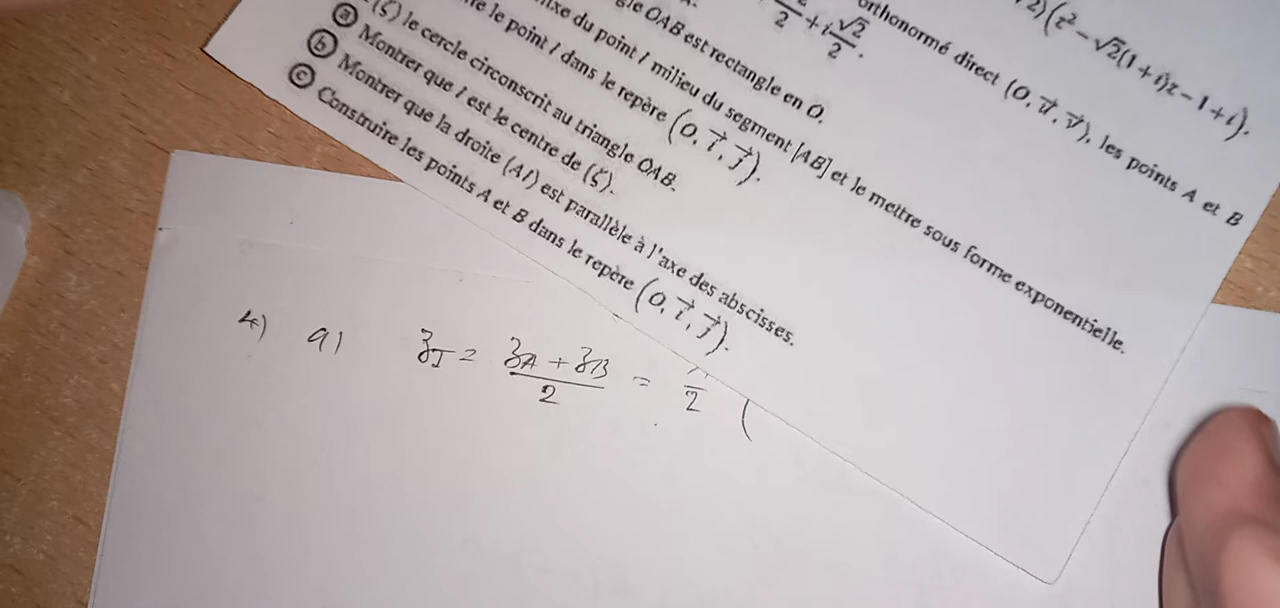 2)(z² − √2(1 + i)z − 1 + i).
orthonormé direct (O, u⃗, v⃗), les points A et B
2 + i √2/2.
gle OAB est rectangle en O.
du point I milieu du segment [AB] et le mettre sous forme exponentielle.
le point I dans le repère (O, i⃗, j⃗).
(ζ) le cercle circonscrit au triangle OAB.
ⓐ Montrer que I est le centre de (ζ).
ⓑ Montrer que la droite (AI) est parallèle à l'axe des abscisses.
ⓒ Construire les points A et B dans le repère (O, i⃗, j⃗).
4) a) z_I = (z_A + z_B)/2 = 1/2 (